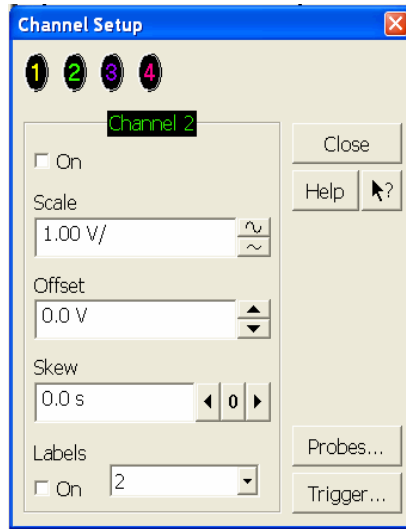 Channel Setup
1 2 3 4
Channel 2
On
Close
Help ?
Scale
1.00 V/
Offset
0.0 V
Skew
0.0 s 0
Labels
Probes...
On 2
Trigger...